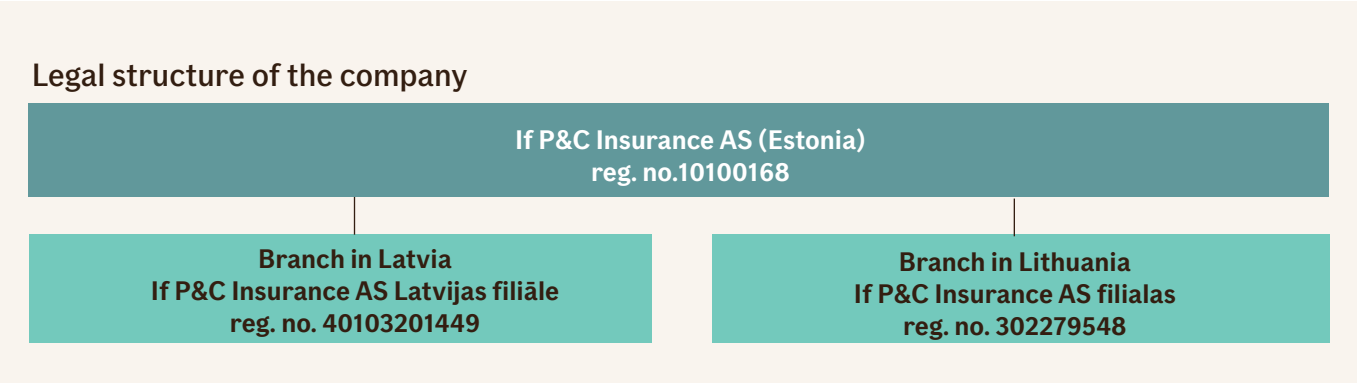 Legal structure of the company
If P&C Insurance AS (Estonia)
reg. no.10100168
Branch in Latvia
If P&C Insurance AS Latvijas filiāle
reg. no. 40103201449
Branch in Lithuania
If P&C Insurance AS filialas
reg. no. 302279548